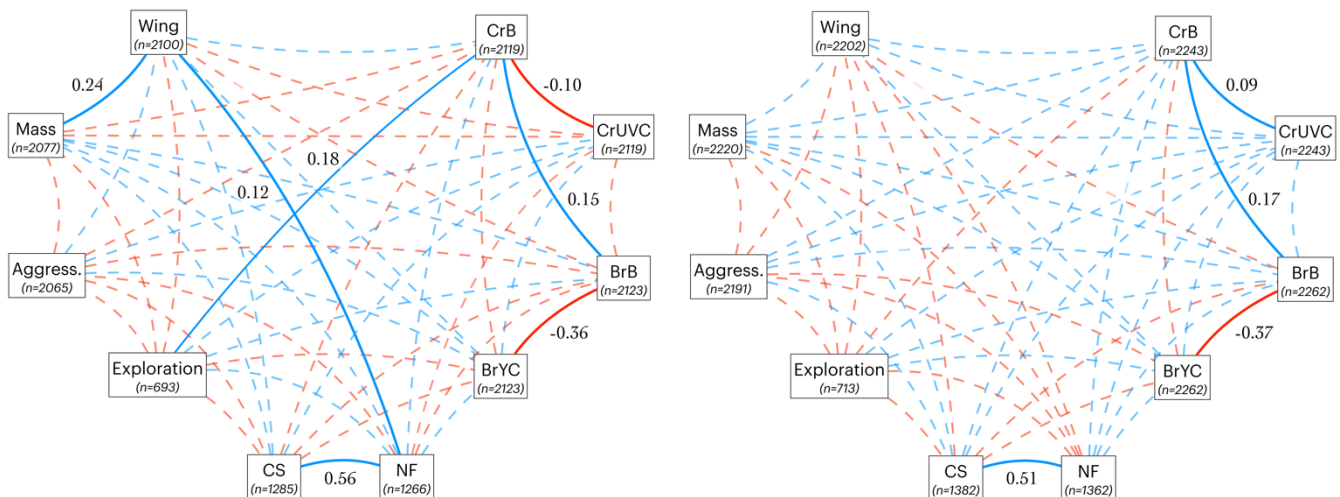 Wing
(n=2100)
CrB
(n=2119)
0.24
-0.10
Mass
(n=2077)
CrUVC
(n=2119)
0.18
0.12
0.15
Aggress.
(n=2065)
BrB
(n=2123)
-0.36
Exploration
(n=693)
BrYC
(n=2123)
CS
(n=1285)
0.56
NF
(n=1266)
Wing
(n=2202)
CrB
(n=2243)
0.09
Mass
(n=2220)
CrUVC
(n=2243)
0.17
Aggress.
(n=2191)
BrB
(n=2262)
-0.37
Exploration
(n=713)
BrYC
(n=2262)
CS
(n=1382)
0.51
NF
(n=1362)